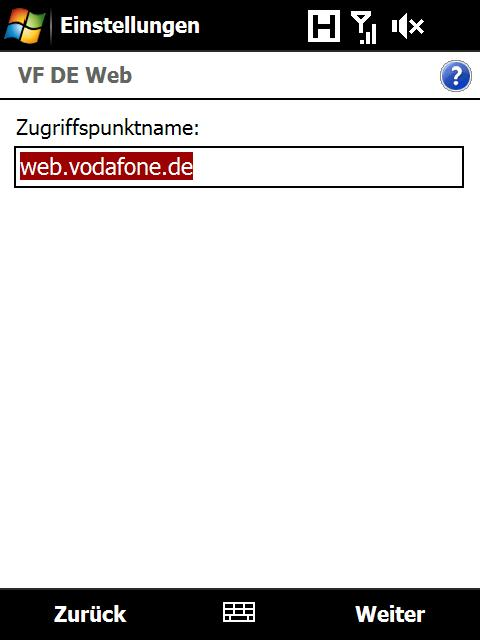 Einstellungen
H
VF DE Web
?
Zugriffspunktname:
web.vodafone.de
Zurück
Weiter